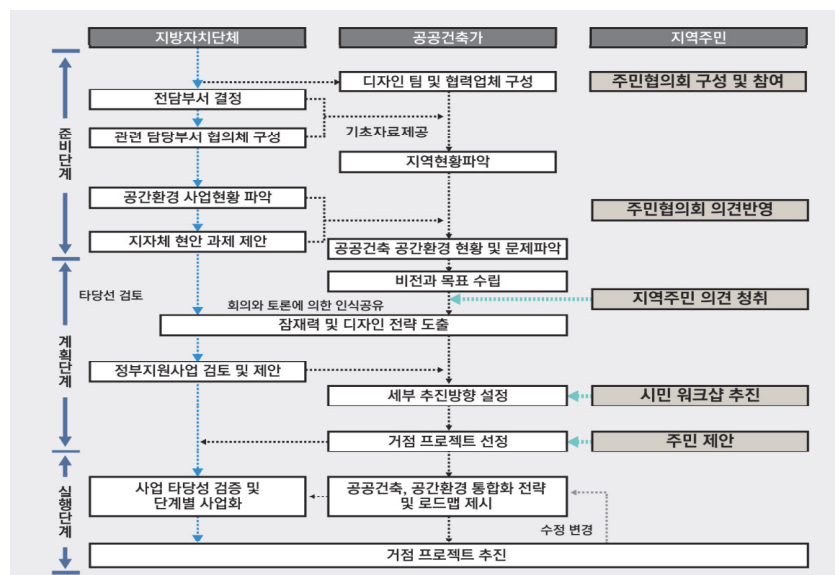 지방자치단체
공공건축가
지역주민
준비단계
디자인 팀 및 협력업체 구성
주민협의회 구성 및 참여
전담부서 결정
기초자료제공
관련 담당부서 협의체 구성
지역현황파악
공간환경 사업현황 파악
주민협의회 의견반영
지자체 현안 과제 제안
공공건축 공간환경 현황 및 문제파악
계획단계
비전과 목표 수립
타당선 검토
지역주민 의견 청취
회의와 토론에 의한 인식공유
잠재력 및 디자인 전략 도출
정부지원사업 검토 및 제안
세부 추진방향 설정
시민 워크샵 추진
거점 프로젝트 선정
주민 제안
실행단계
사업 타당성 검증 및
단계별 사업화
공공건축, 공간환경 통합화 전략
및 로드맵 제시
수정 변경
거점 프로젝트 추진